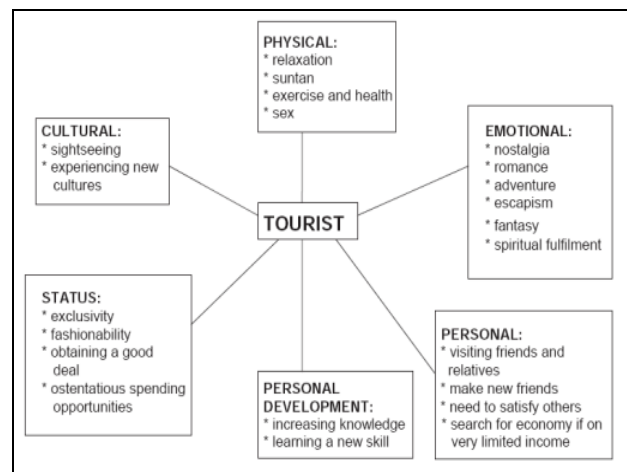 PHYSICAL:
* relaxation
* suntan
* exercise and health
* sex
CULTURAL:
* sightseeing
* experiencing new
cultures
EMOTIONAL:
* nostalgia
* romance
* adventure
* escapism
* fantasy
* spiritual fulfilment
TOURIST
STATUS:
* exclusivity
* fashionability
* obtaining a good
deal
* ostentatious spending
opportunities
PERSONAL
DEVELOPMENT:
* increasing knowledge
* learning a new skill
PERSONAL:
* visiting friends and
relatives
* make new friends
* need to satisfy others
* search for economy if on
very limited income